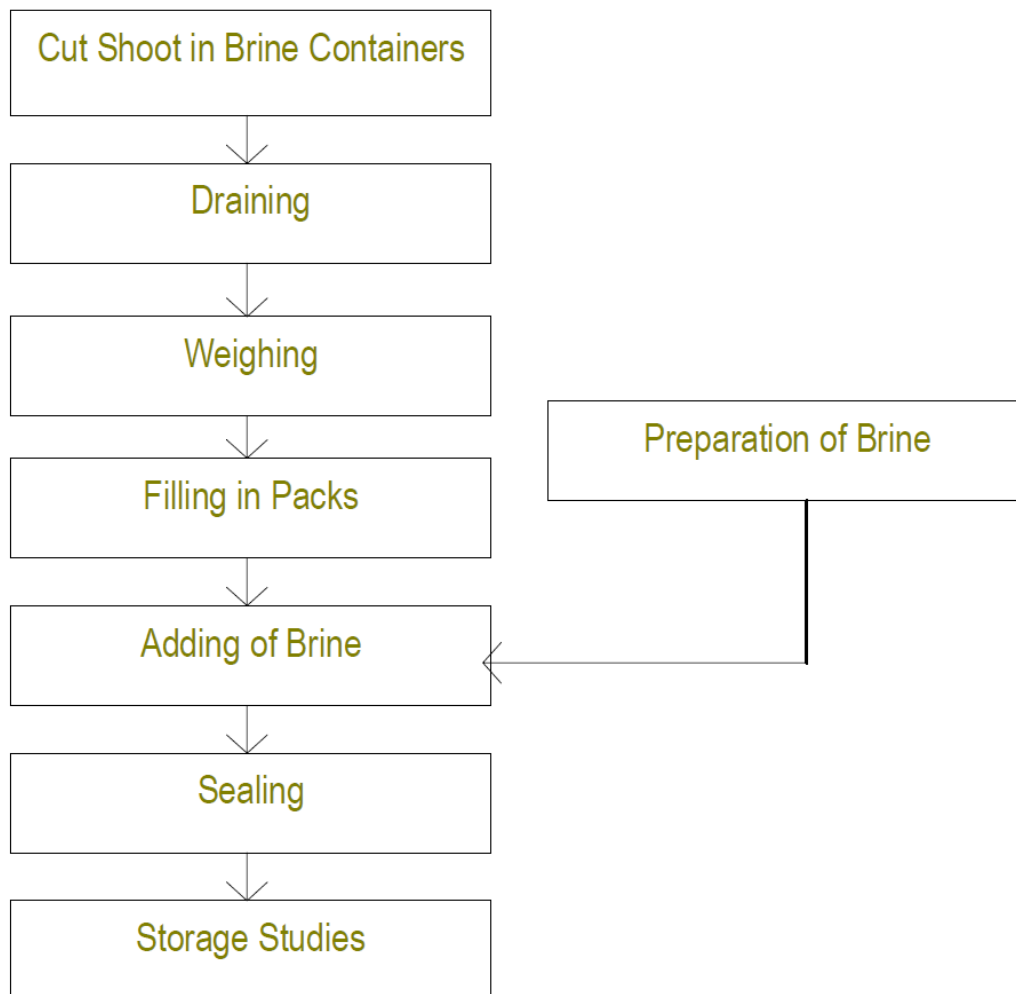 Cut Shoot in Brine Containers
Draining
Weighing
Filling in Packs
Preparation of Brine
Adding of Brine
Sealing
Storage Studies